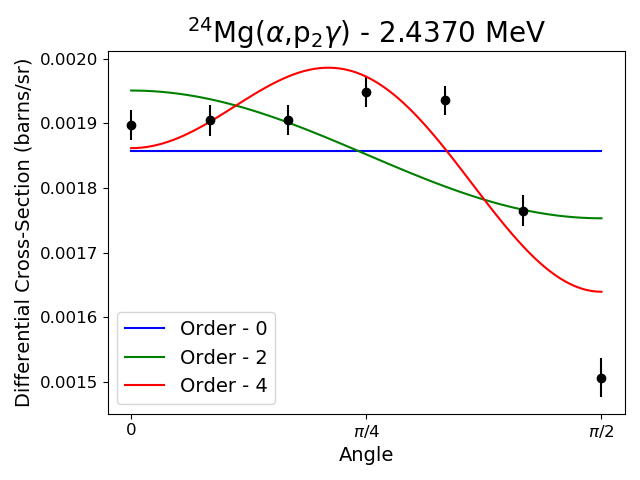 ²⁴Mg(α,p₂γ) - 2.4370 MeV
Differential Cross-Section (barns/sr)
0.0020
0.0019
0.0018
0.0017
0.0016
0.0015
Order - 0
Order - 2
Order - 4
0 π/4 π/2
Angle